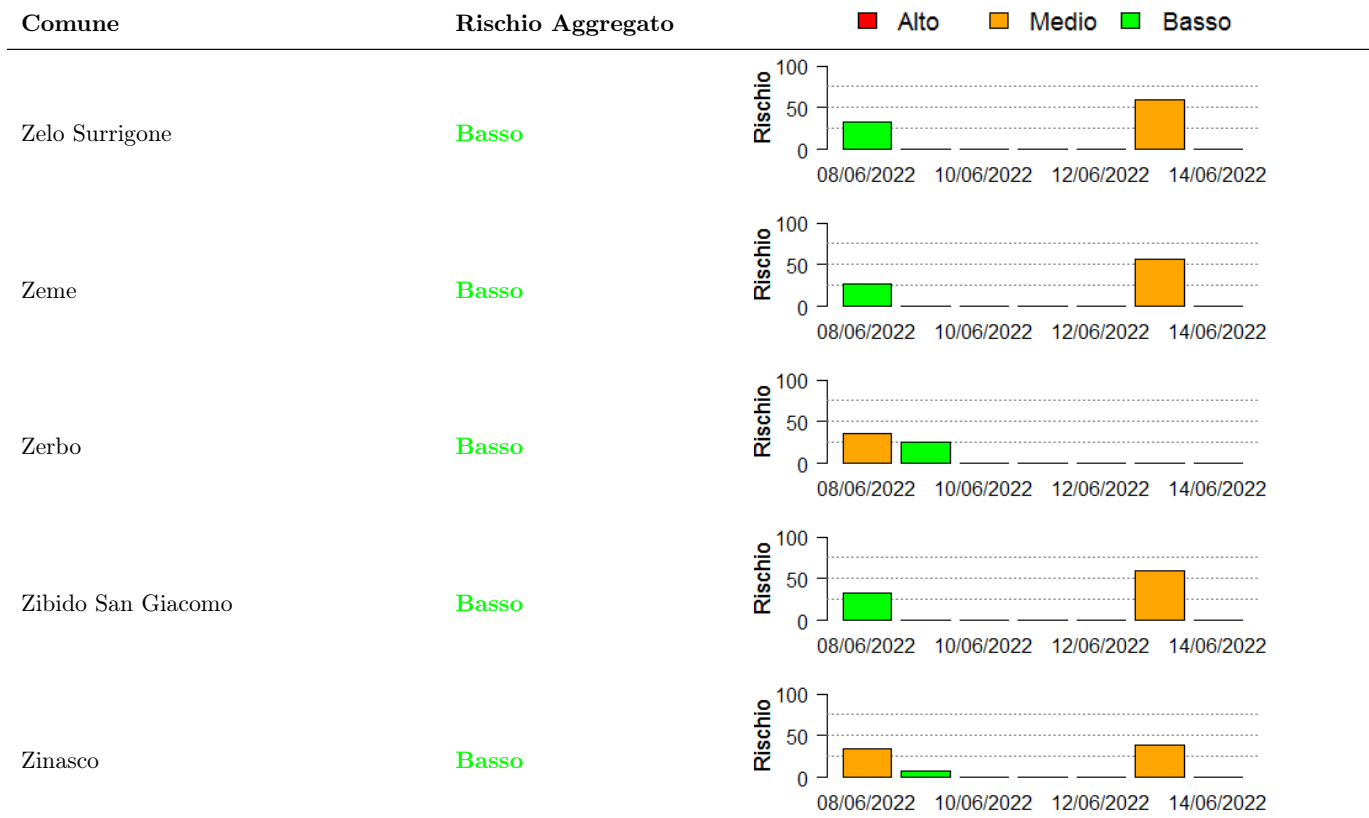 Comune Rischio Aggregato Alto Medio Basso
Zelo Surrigone Basso
Rischio
100
50
0
08/06/2022 10/06/2022 12/06/2022 14/06/2022
Zeme Basso
Rischio
100
50
0
08/06/2022 10/06/2022 12/06/2022 14/06/2022
Zerbo Basso
Rischio
100
50
0
08/06/2022 10/06/2022 12/06/2022 14/06/2022
Zibido San Giacomo Basso
Rischio
100
50
0
08/06/2022 10/06/2022 12/06/2022 14/06/2022
Zinasco Basso
Rischio
100
50
0
08/06/2022 10/06/2022 12/06/2022 14/06/2022